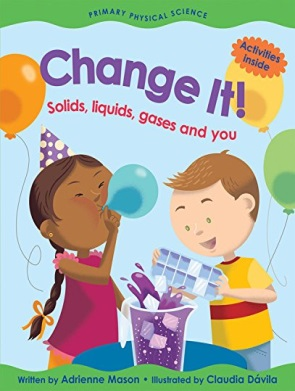 PRIMARY PHYSICAL SCIENCE
Activities
inside
Change It!
Solids, liquids, gases and you
Written by Adrienne Mason • Illustrated by Claudia Dávila